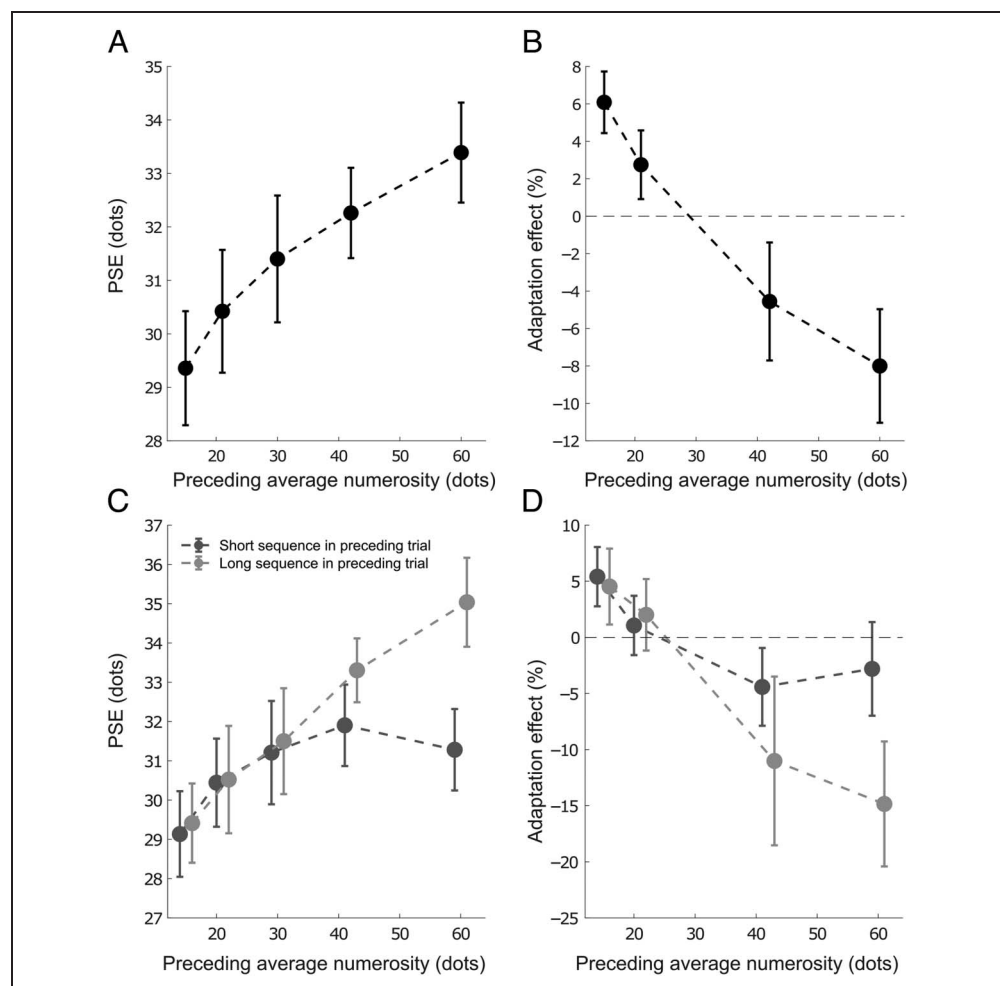 A
35
34
33
32
31
30
29
28
PSE (dots)
20 30 40 50 60
Preceding average numerosity (dots)
B
8
6
4
2
0
−2
−4
−6
−8
−10
−12
Adaptation effect (%)
20 30 40 50 60
Preceding average numerosity (dots)
C
37
36
35
34
33
32
31
30
29
28
27
PSE (dots)
Short sequence in preceding trial
Long sequence in preceding trial
20 30 40 50 60
Preceding average numerosity (dots)
D
10
5
0
−5
−10
−15
−20
−25
Adaptation effect (%)
20 30 40 50 60
Preceding average numerosity (dots)